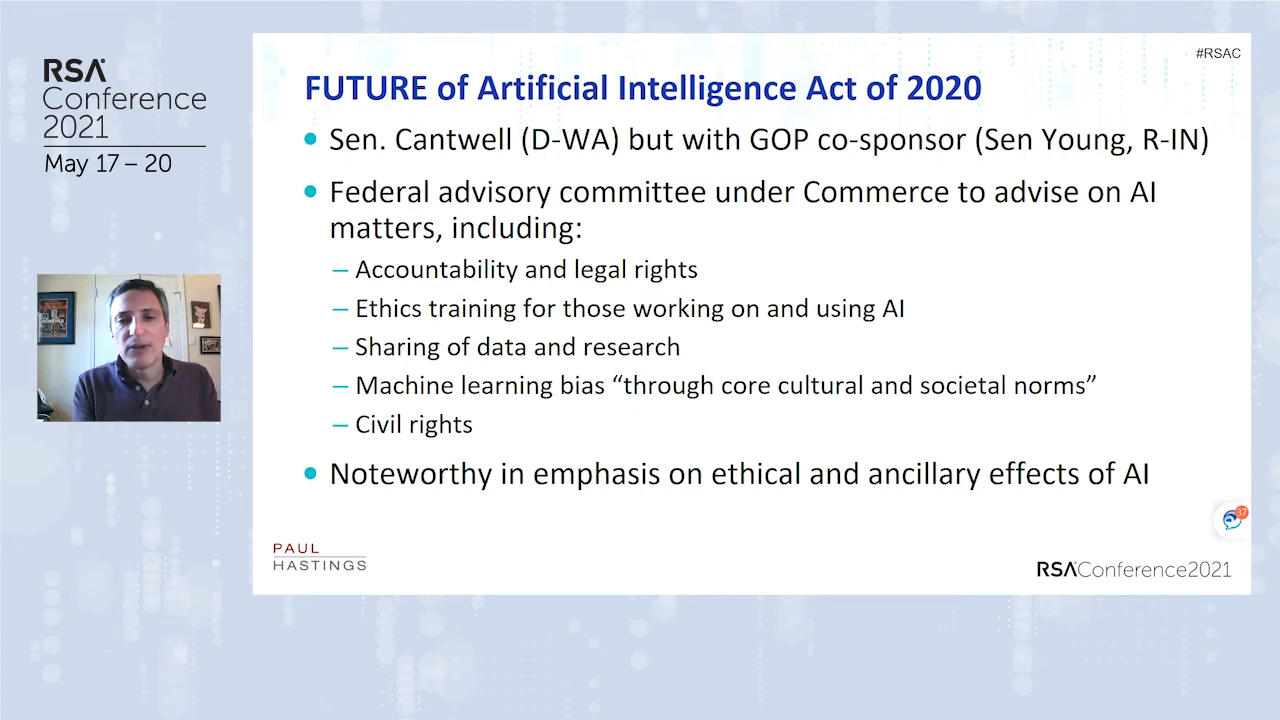 RSA
Conference
2021
May 17 – 20
#RSAC
FUTURE of Artificial Intelligence Act of 2020
• Sen. Cantwell (D-WA) but with GOP co-sponsor (Sen Young, R-IN)
• Federal advisory committee under Commerce to advise on AI
matters, including:
– Accountability and legal rights
– Ethics training for those working on and using AI
– Sharing of data and research
– Machine learning bias “through core cultural and societal norms”
– Civil rights
• Noteworthy in emphasis on ethical and ancillary effects of AI
37
PAUL
HASTINGS
RSAConference2021